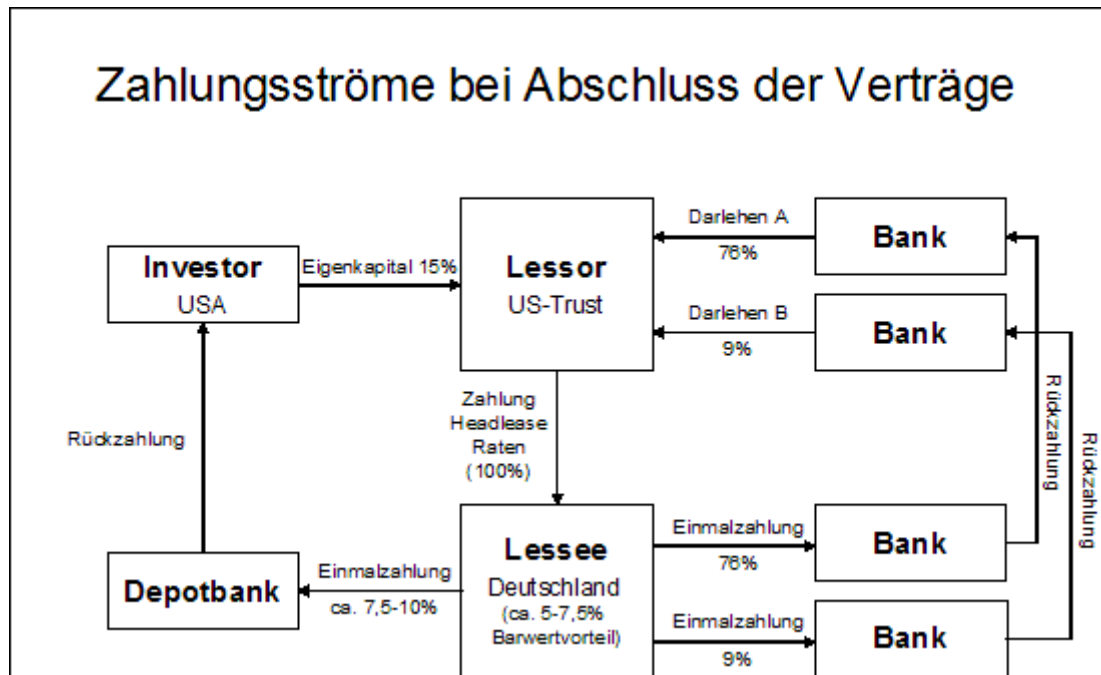 Zahlungsströme bei Abschluss der Verträge
Investor
USA
Eigenkapital 15%
Lessor
US-Trust
Darlehen A
76%
Bank
Darlehen B
9%
Bank
Rückzahlung
Zahlung
Headlease
Raten
(100%)
Rückzahlung
Rückzahlung
Depotbank
Einmalzahlung
ca. 7,5-10%
Lessee
Deutschland
(ca. 5-7,5%
Barwertvorteil)
Einmalzahlung
76%
Bank
Einmalzahlung
9%
Bank